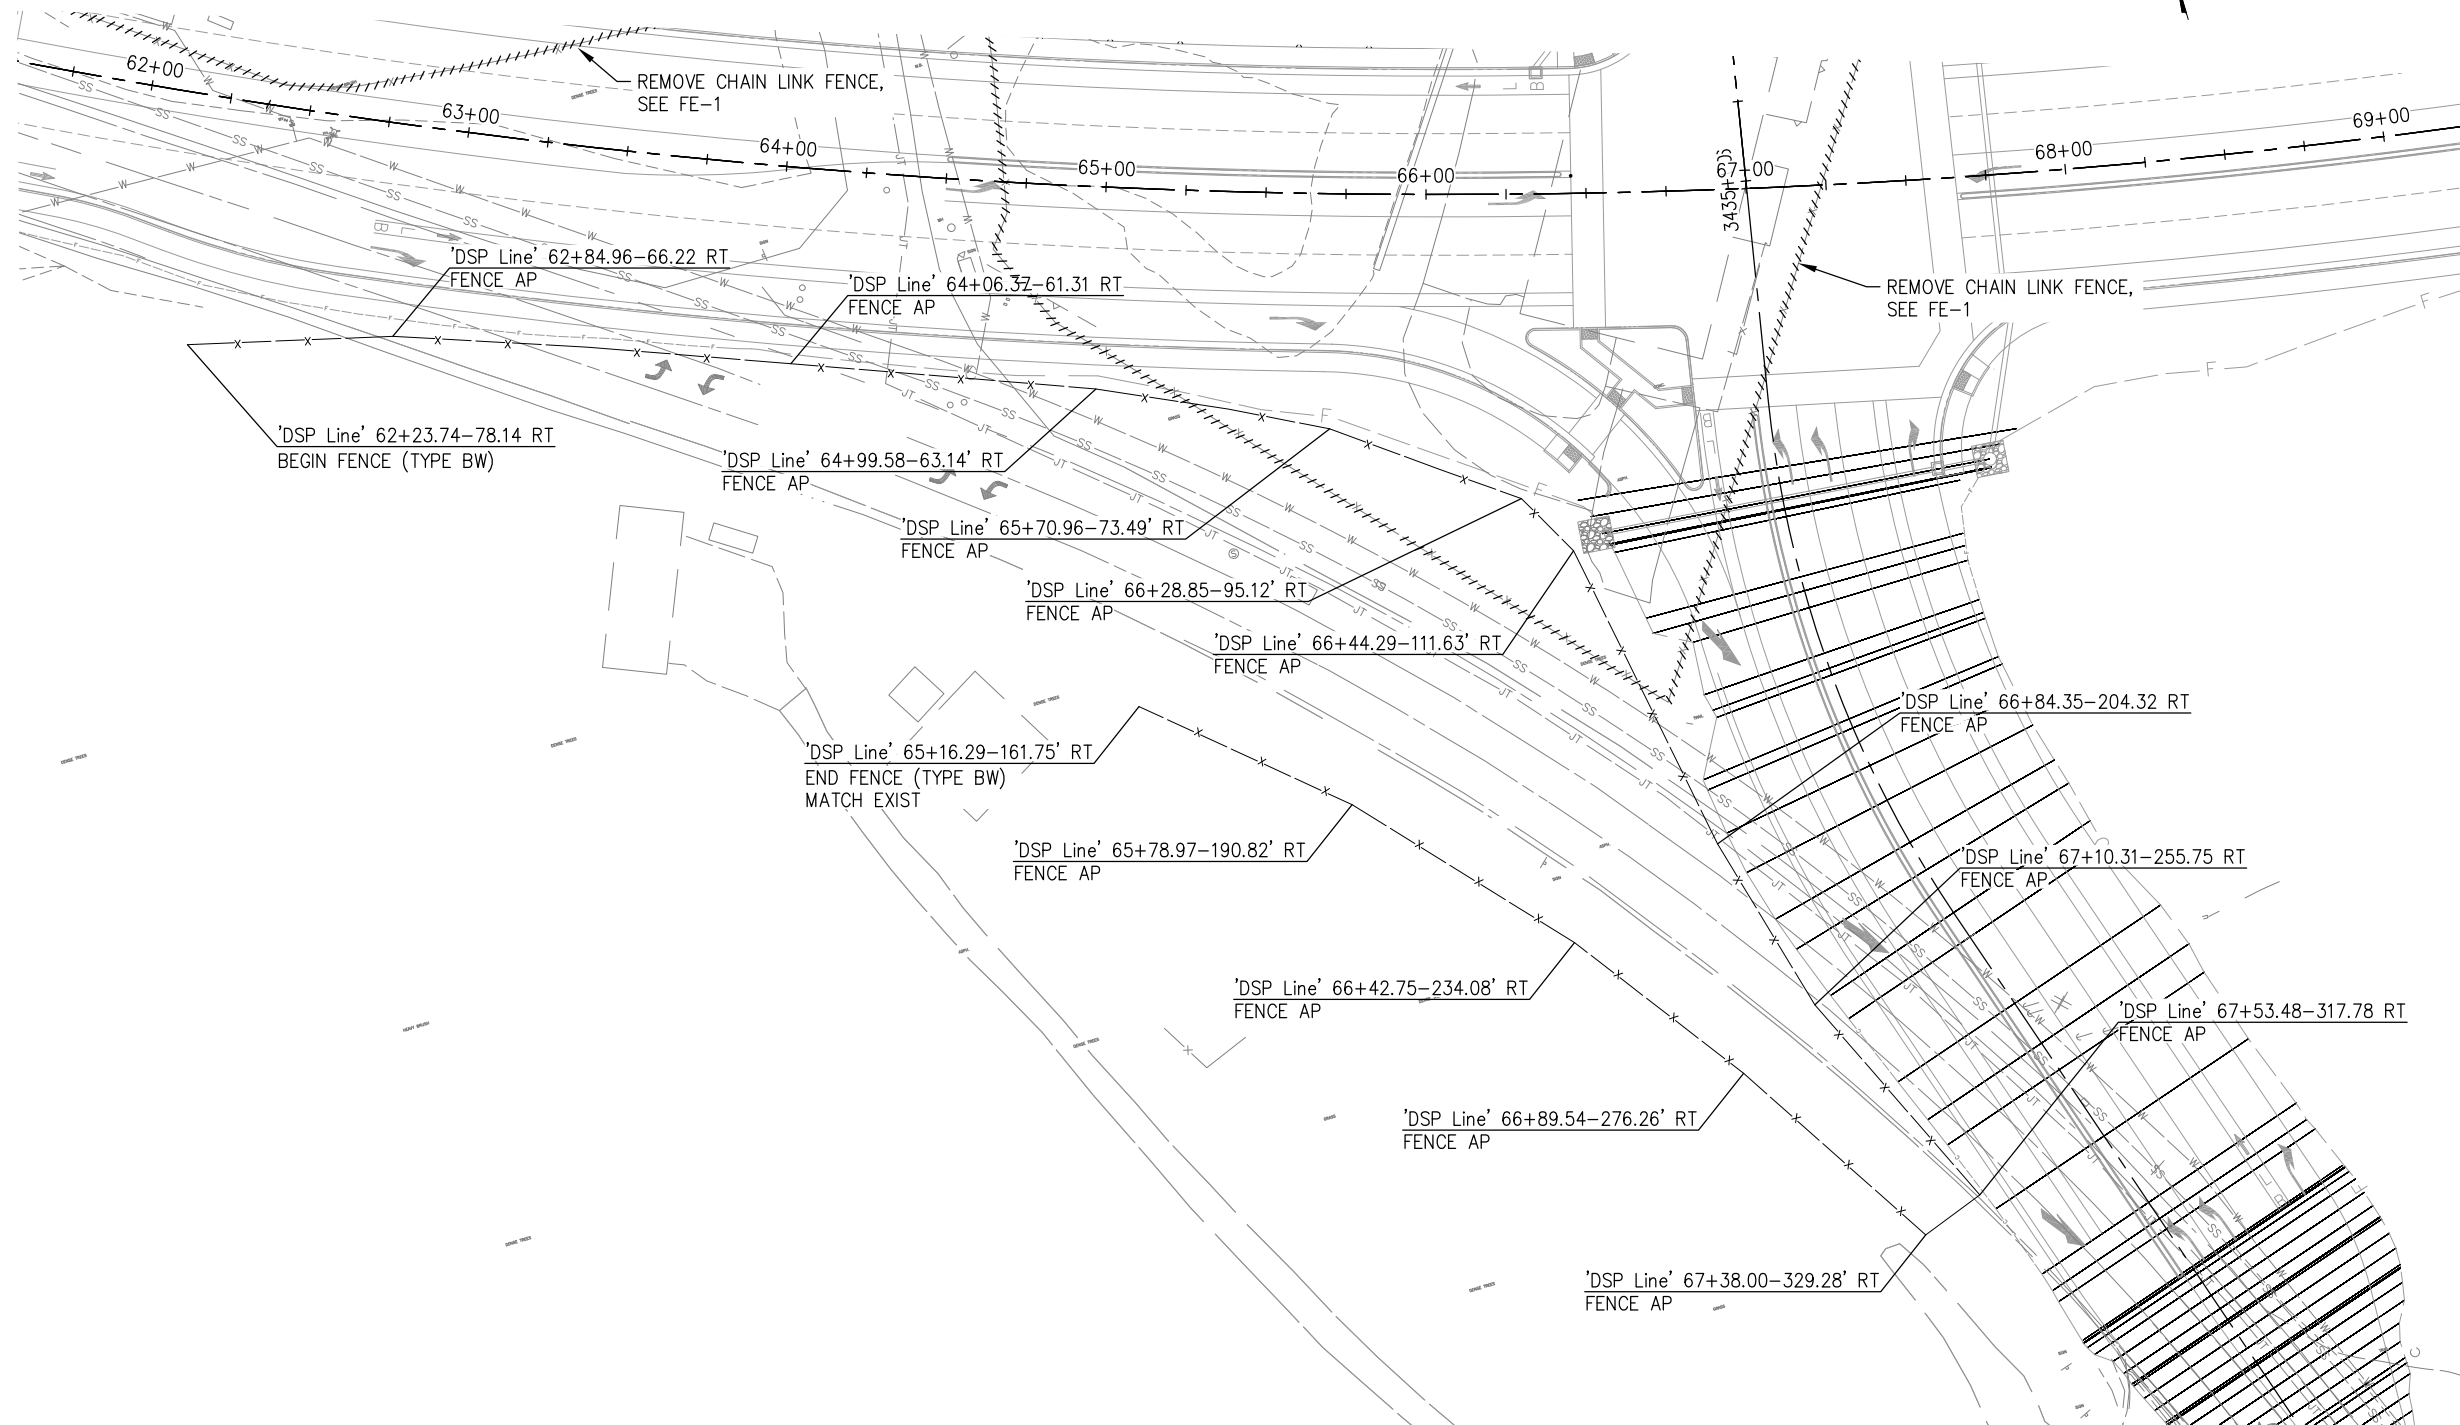 62+00
63+00
64+00
65+00
66+00
67+00
68+00
69+00
REMOVE CHAIN LINK FENCE,
SEE FE-1
'DSP Line' 62+84.96-66.22 RT
FENCE AP
'DSP Line' 64+06.37-61.31 RT
FENCE AP
REMOVE CHAIN LINK FENCE,
SEE FE-1
'DSP Line' 62+23.74-78.14 RT
BEGIN FENCE (TYPE BW)
'DSP Line' 64+99.58-63.14' RT
FENCE AP
'DSP Line' 65+70.96-73.49' RT
FENCE AP
'DSP Line' 66+28.85-95.12' RT
FENCE AP
'DSP Line' 66+44.29-111.63' RT
FENCE AP
'DSP Line' 66+84.35-204.32 RT
FENCE AP
'DSP Line' 65+16.29-161.75' RT
END FENCE (TYPE BW)
MATCH EXIST
'DSP Line' 65+78.97-190.82' RT
FENCE AP
'DSP Line' 67+10.31-255.75 RT
FENCE AP
'DSP Line' 66+42.75-234.08' RT
FENCE AP
'DSP Line' 67+53.48-317.78 RT
FENCE AP
'DSP Line' 66+89.54-276.26' RT
FENCE AP
'DSP Line' 67+38.00-329.28' RT
FENCE AP